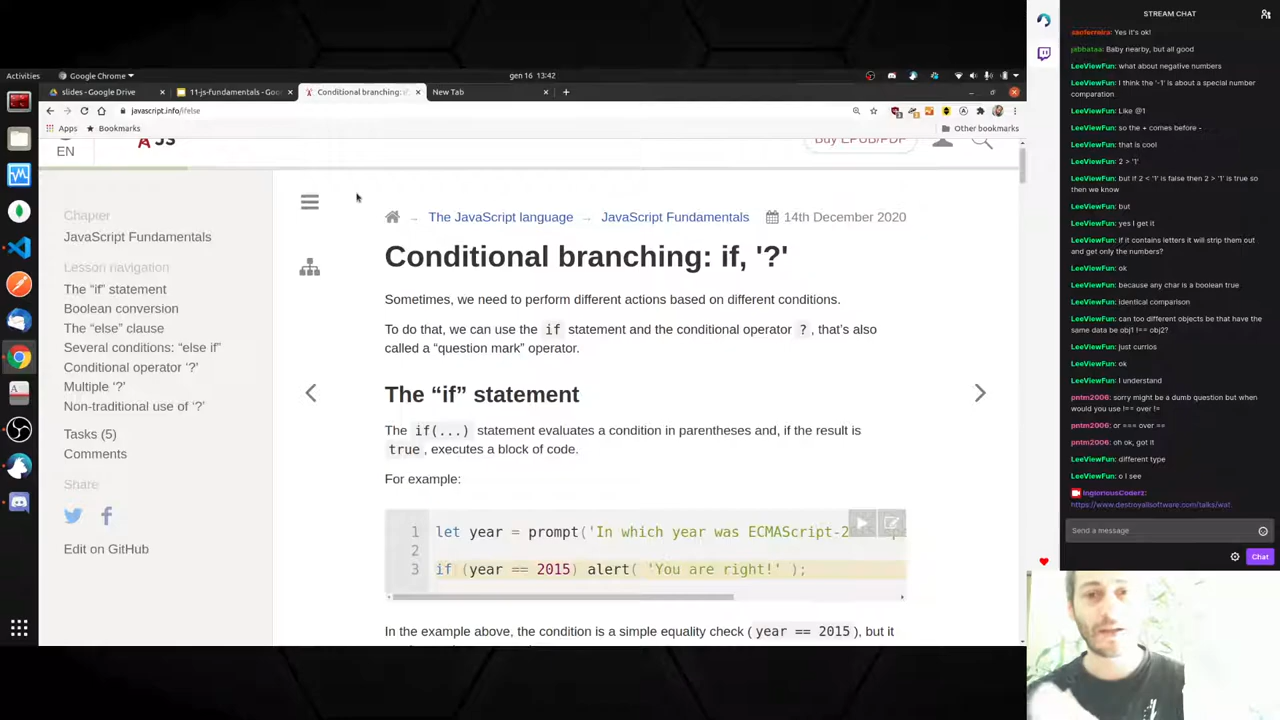 Activities
Google Chrome
gen 16 13:42
slides - Google Drive
11-js-fundamentals - Goo
Conditional branching: if,
New Tab
javascript.info/ifelse
Apps
Bookmarks
Other bookmarks
EN
JS
Buy EPUB/PDF
Chapter
JavaScript Fundamentals
Lesson navigation
The “if” statement
Boolean conversion
The “else” clause
Several conditions: “else if”
Conditional operator ‘?’
Multiple ‘?’
Non-traditional use of ‘?’
Tasks (5)
Comments
Share
Edit on GitHub
The JavaScript language → JavaScript Fundamentals 14th December 2020
Conditional branching: if, '?'
Sometimes, we need to perform different actions based on different conditions.
To do that, we can use the if statement and the conditional operator ?, that’s also
called a “question mark” operator.
The “if” statement
The if(...) statement evaluates a condition in parentheses and, if the result is
true, executes a block of code.
For example:
1 let year = prompt('In which year was ECMAScript-2015 spe
2
3 if (year == 2015) alert( 'You are right!' );
In the example above, the condition is a simple equality check (year == 2015), but it
STREAM CHAT
Yes it's ok!
jabbataa: Baby nearby, but all good
LeeViewFun: what about negative numbers
LeeViewFun: I think the '-1' is about a special number
comparation
LeeViewFun: Like @1
LeeViewFun: so the + comes before -
LeeViewFun: that is cool
LeeViewFun: 2 > '1'
LeeViewFun: but if 2 < '1' is false then 2 > '1' is true so
then we know
LeeViewFun: but
LeeViewFun: yes I get it
LeeViewFun: if it contains letters it will strip them out
and get only the numbers?
LeeViewFun: ok
LeeViewFun: because any char is a boolean true
LeeViewFun: identical comparison
LeeViewFun: can too different objects be that have the
same data be obj1 !== obj2?
LeeViewFun: just currios
LeeViewFun: ok
LeeViewFun: I understand
pntm2006: sorry might be a dumb question but when
would you use !== over !=
pntm2006: or === over ==
pntm2006: oh ok, got it
LeeViewFun: different type
LeeViewFun: o I see
IngloriousCoderz:
https://www.destroyallsoftware.com/talks/wat
Send a message
Chat